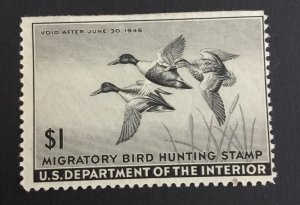 VOID AFTER JUNE 30, 1946
$1
MIGRATORY BIRD HUNTING STAMP
U.S. DEPARTMENT OF THE INTERIOR